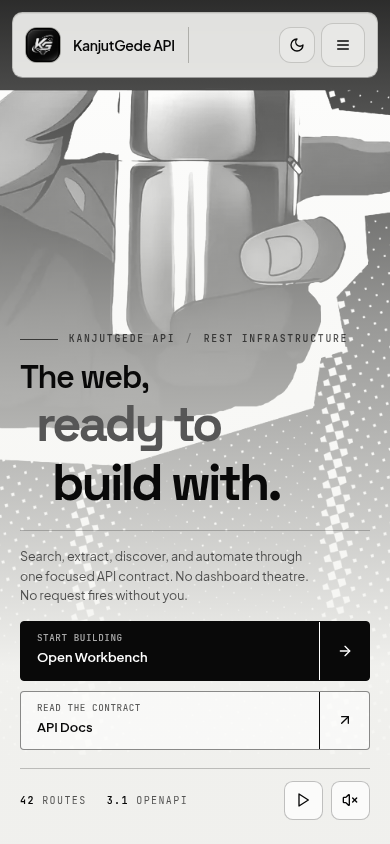 KG
KanjutGede API
KANJUTGEDE API / REST INFRASTRUCTURE
The web,
ready to
build with.
Search, extract, discover, and automate through
one focused API contract. No dashboard theatre.
No request fires without you.
START BUILDING
Open Workbench
READ THE CONTRACT
API Docs
42 ROUTES 3.1 OPENAPI